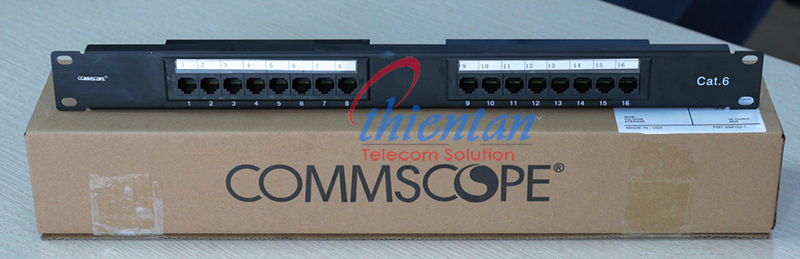 COMMSCOPE
1 2 3 4 5 6 7 8
9 10 11 12 13 14 15 16
Cat.6
1 2 3 4 5 6 7 8
9 10 11 12 13 14 15 16
thientan
Telecom Solution
MADE IN USA
COMMSCOPE®